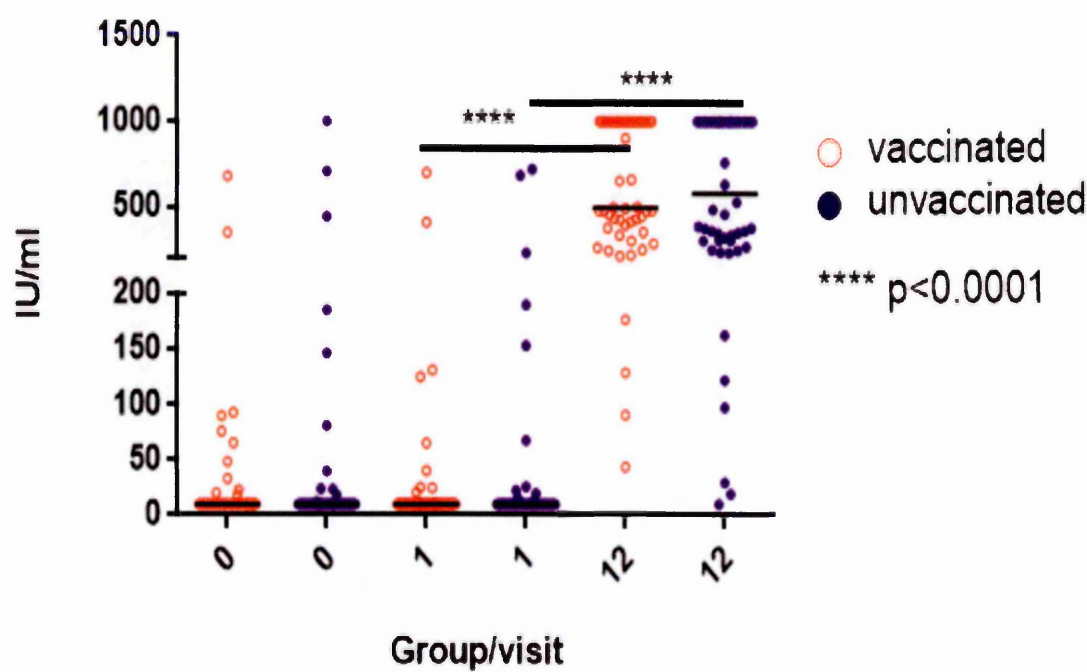 1500
1000
500
200
150
100
50
0
IU/ml
****
****
0 0 1 1 12 12
Group/visit
vaccinated
unvaccinated
**** p<0.0001